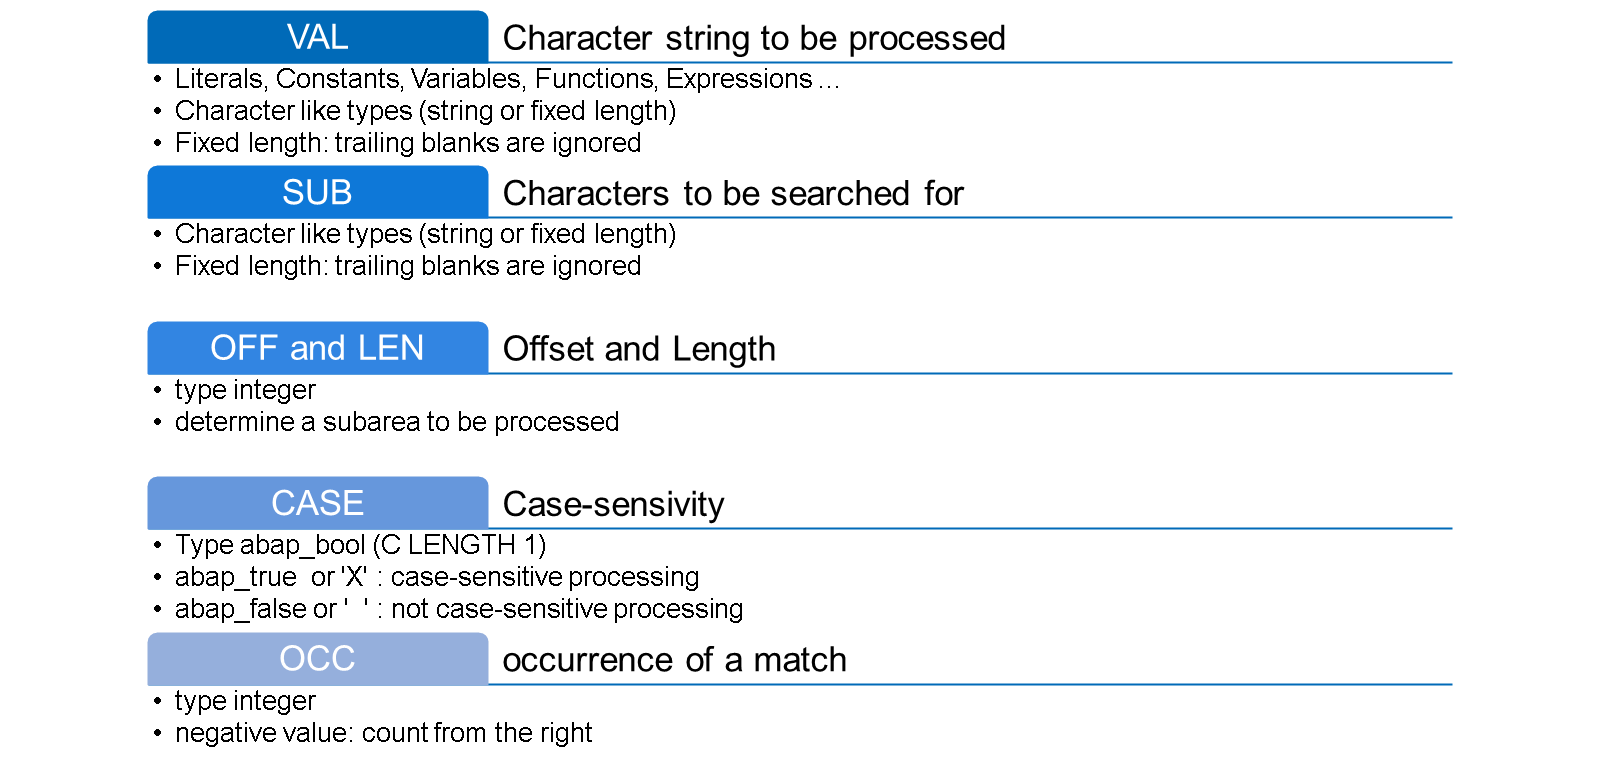 VAL Character string to be processed
• Literals, Constants, Variables, Functions, Expressions ...
• Character like types (string or fixed length)
• Fixed length: trailing blanks are ignored
SUB Characters to be searched for
• Character like types (string or fixed length)
• Fixed length: trailing blanks are ignored
OFF and LEN Offset and Length
• type integer
• determine a subarea to be processed
CASE Case-sensivity
• Type abap_bool (C LENGTH 1)
• abap_true  or 'X' : case-sensitive processing
• abap_false or '  ' : not case-sensitive processing
OCC occurrence of a match
• type integer
• negative value: count from the right